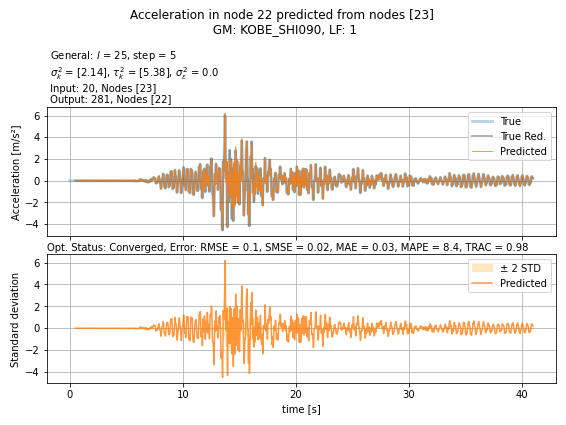 Acceleration in node 22 predicted from nodes [23]
GM: KOBE_SHI090, LF: 1
General: l = 25, step = 5
σ²ₖ = [2.14], τ²ₖ = [5.38], σ²ε = 0.0
Input: 20, Nodes [23]
Output: 281, Nodes [22]
Acceleration [m/s²]
6
4
2
0
−2
−4
True
True Red.
Predicted
Opt. Status: Converged, Error: RMSE = 0.1, SMSE = 0.02, MAE = 0.03, MAPE = 8.4, TRAC = 0.98
Standard deviation
6
4
2
0
−2
−4
± 2 STD
Predicted
0
10
20
30
40
time [s]